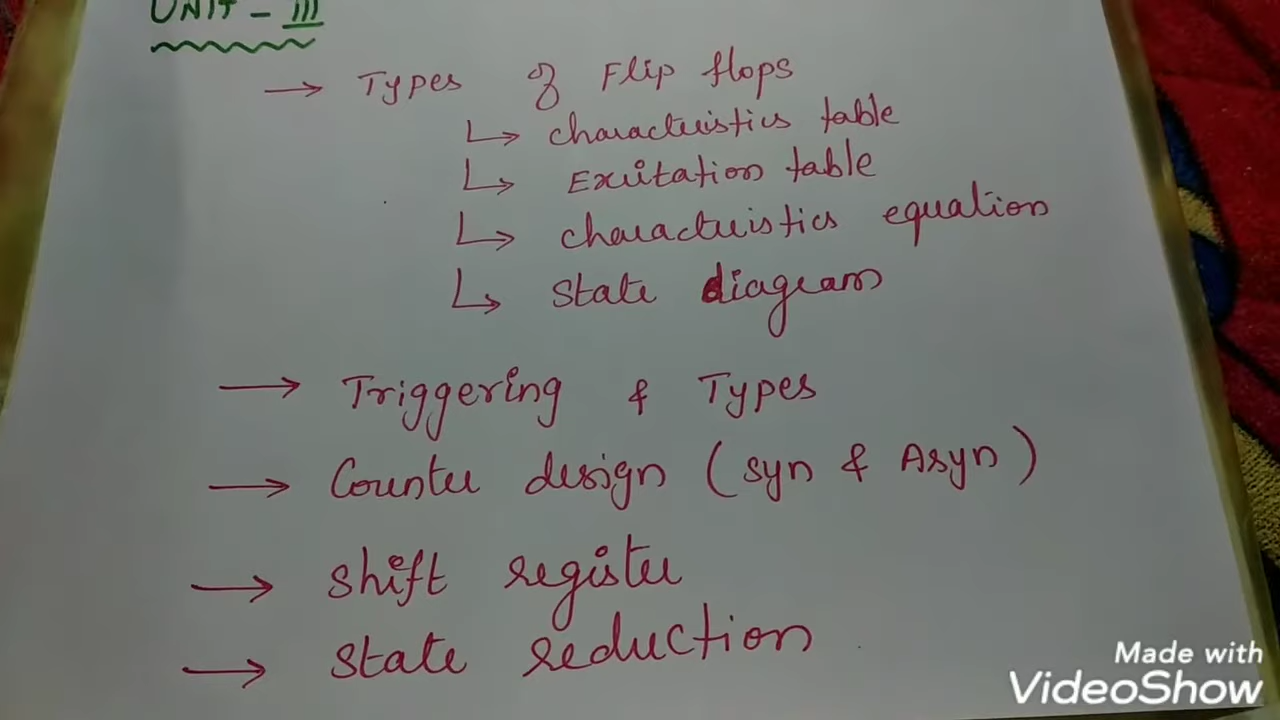 UNIT - III
→ Types of Flip flops
↳ characteristics table
↳ Exitation table
↳ characteristics equation
↳ state diagram
→ Triggering & Types
→ Counter design (syn & Asyn)
→ shift register
→ state reduction
Made with
VideoShow